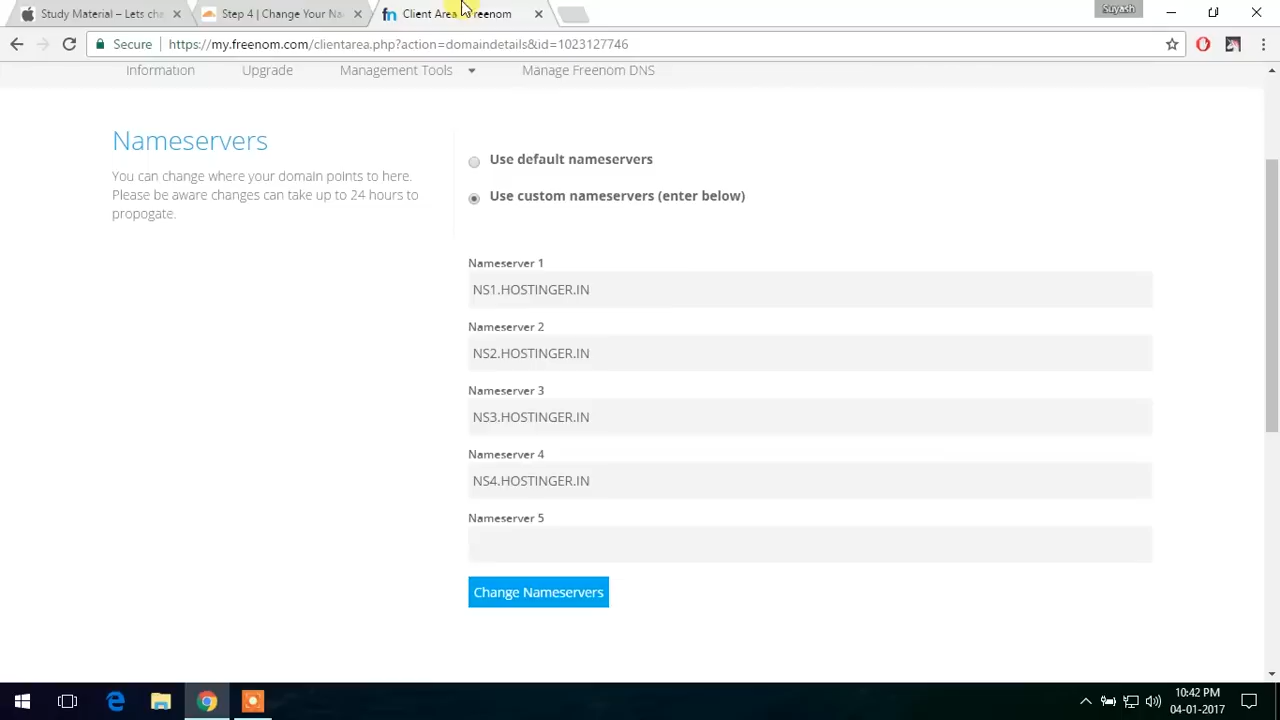 Study Material – Lets cha
Step 4 | Change Your Na
Client Area - Freenom
Suyash
Secure
https://my.freenom.com/clientarea.php?action=domaindetails&id=1023127746
Information
Upgrade
Management Tools
Manage Freenom DNS
Nameservers
You can change where your domain points to here.
Please be aware changes can take up to 24 hours to
propogate.
Use default nameservers
Use custom nameservers (enter below)
Nameserver 1
NS1.HOSTINGER.IN
Nameserver 2
NS2.HOSTINGER.IN
Nameserver 3
NS3.HOSTINGER.IN
Nameserver 4
NS4.HOSTINGER.IN
Nameserver 5
Change Nameservers
10:42 PM
04-01-2017